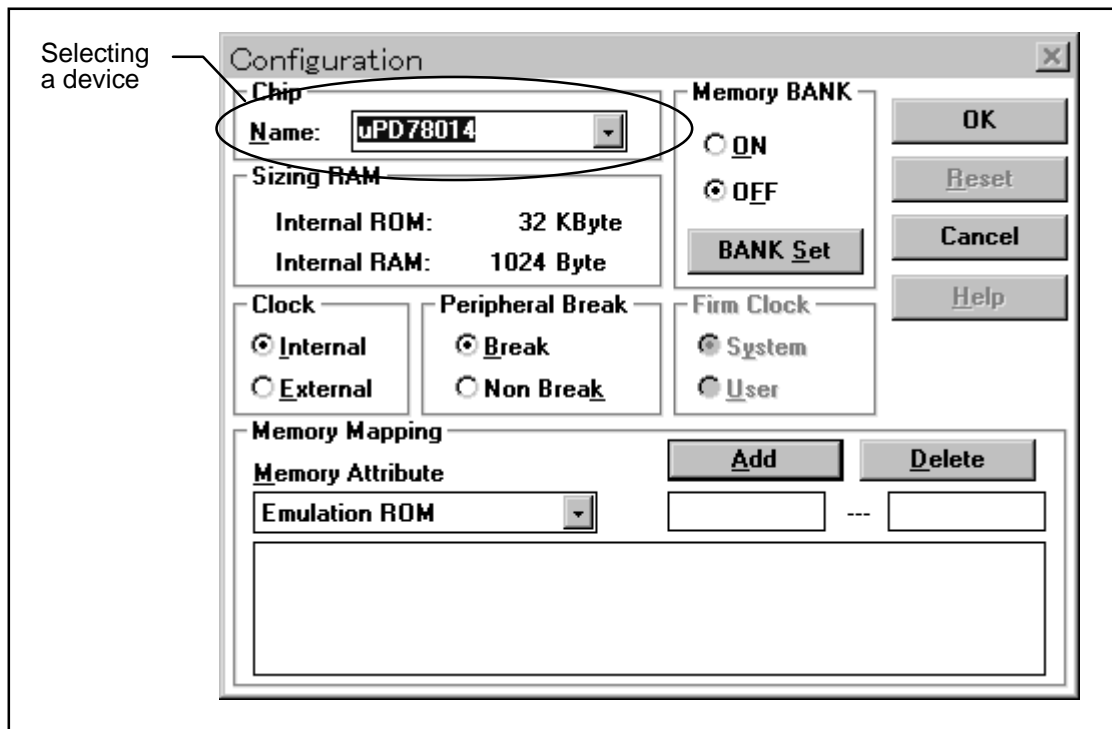 Selecting
a device
Configuration
Chip
Name: uPD78014
Sizing RAM
Internal ROM: 32 KByte
Internal RAM: 1024 Byte
Memory BANK
ON
OFF
BANK Set
OK
Reset
Cancel
Help
Clock
Internal
External
Peripheral Break
Break
Non Break
Firm Clock
System
User
Memory Mapping
Memory Attribute
Add
Delete
Emulation ROM
---